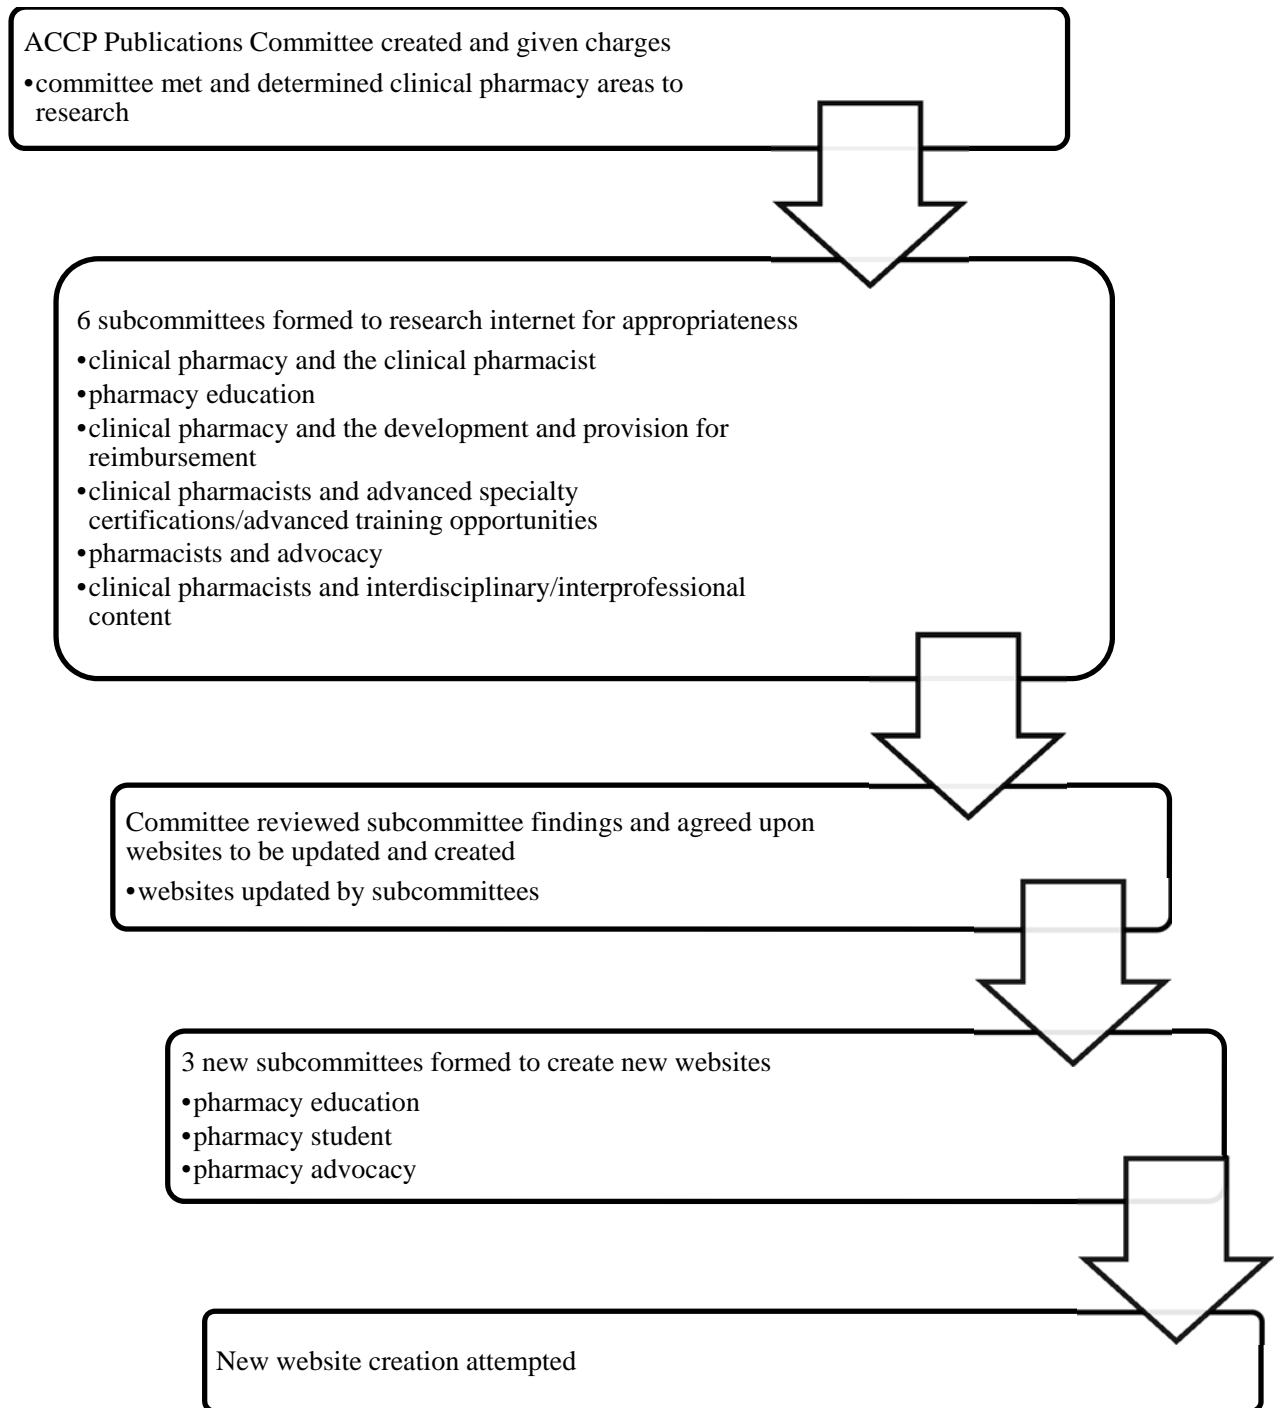 ACCP Publications Committee created and given charges
•committee met and determined clinical pharmacy areas to
research
6 subcommittees formed to research internet for appropriateness
•clinical pharmacy and the clinical pharmacist
•pharmacy education
•clinical pharmacy and the development and provision for
reimbursement
•clinical pharmacists and advanced specialty
certifications/advanced training opportunities
•pharmacists and advocacy
•clinical pharmacists and interdisciplinary/interprofessional
content
Committee reviewed subcommittee findings and agreed upon
websites to be updated and created
•websites updated by subcommittees
3 new subcommittees formed to create new websites
•pharmacy education
•pharmacy student
•pharmacy advocacy
New website creation attempted